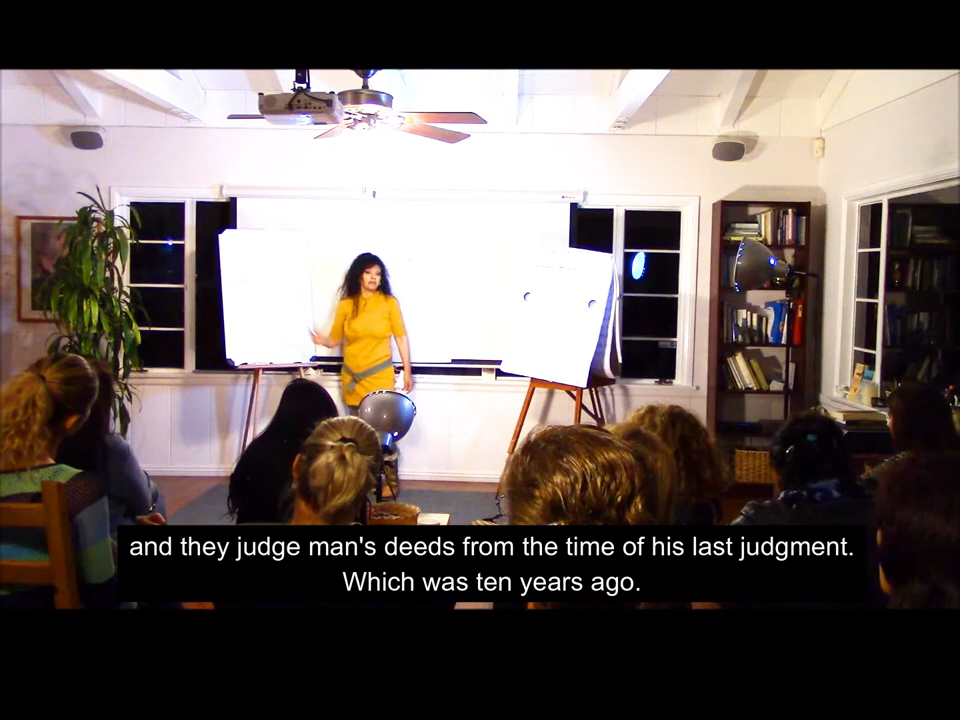 and they judge man's deeds from the time of his last judgment.
Which was ten years ago.